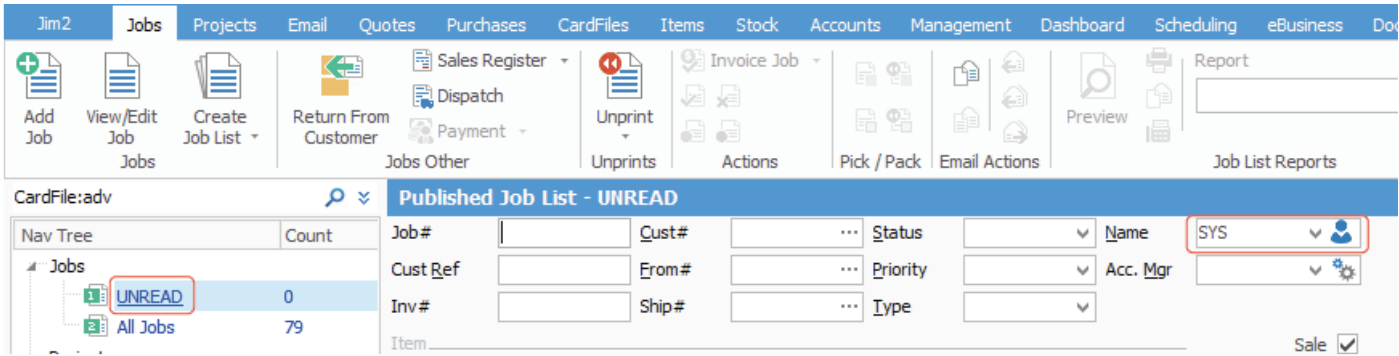 Jim2 Jobs Projects Email Quotes Purchases CardFiles Items Stock Accounts Management Dashboard Scheduling eBusiness Doc
Add Job View/Edit Job Create Job List Jobs
Return From Customer Sales Register Dispatch Payment Jobs Other
Unprint Unprints
Invoice Job Actions
Pick / Pack
Email Actions
Preview Report Job List Reports
CardFile:adv Published Job List - UNREAD
Nav Tree Count
Jobs
1 UNREAD 0
2 All Jobs 79
Job# Cust# ... Status Name SYS
Cust Ref From# ... Priority Acc. Mgr
Inv# Ship# ... Type
Item Sale